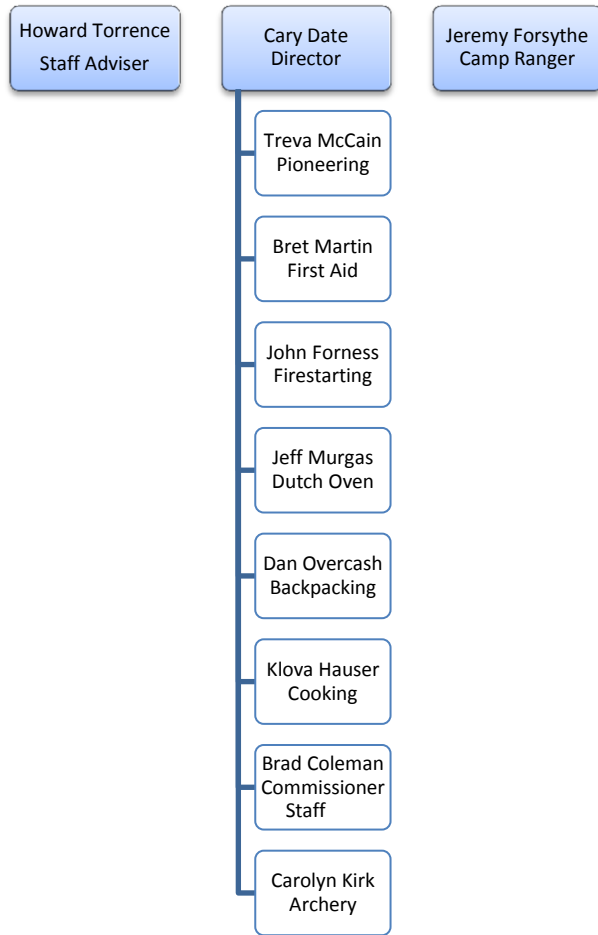 Howard Torrence
Staff Adviser
Cary Date
Director
Jeremy Forsythe
Camp Ranger
Treva McCain
Pioneering
Bret Martin
First Aid
John Forness
Firestarting
Jeff Murgas
Dutch Oven
Dan Overcash
Backpacking
Klova Hauser
Cooking
Brad Coleman
Commissioner
Staff
Carolyn Kirk
Archery